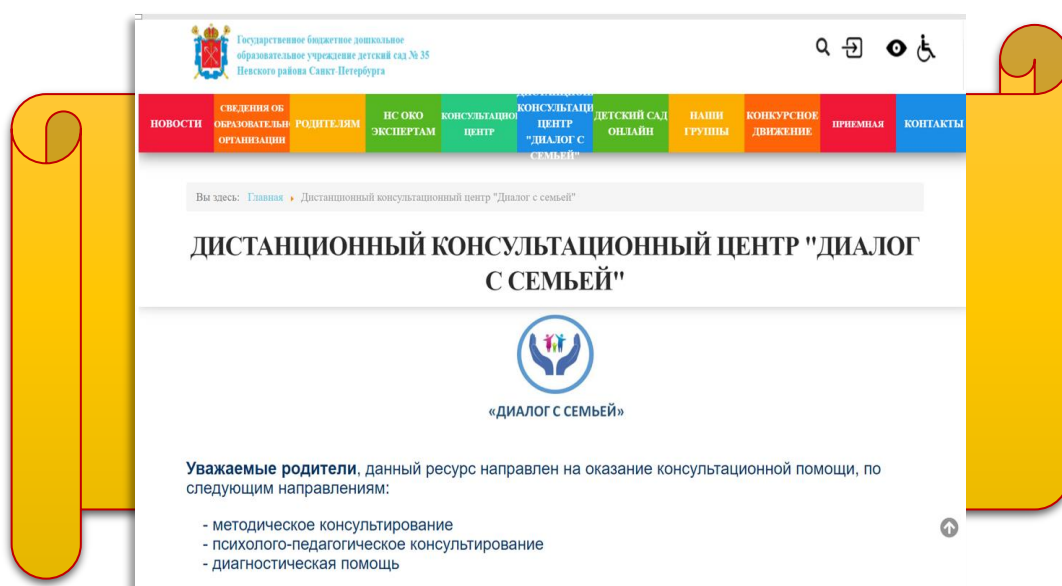 Государственное бюджетное дошкольное
образовательное учреждение детский сад № 35
Невского района Санкт-Петербурга
НОВОСТИ
СВЕДЕНИЯ ОБ
ОБРАЗОВАТЕЛЬН
ОРГАНИЗАЦИИ
РОДИТЕЛЯМ
НС ОКО
ЭКСПЕРТАМ
КОНСУЛЬТАЦИО
ЦЕНТР
КОНСУЛЬТАЦИ
ЦЕНТР
"ДИАЛОГ С
СЕМЬЕЙ"
ДЕТСКИЙ САД
ОНЛАЙН
НАШИ
ГРУППЫ
КОНКУРСНОЕ
ДВИЖЕНИЕ
ПРИЕМНАЯ
КОНТАКТЫ
Вы здесь: Главная Дистанционный консультационный центр "Диалог с семьей"
ДИСТАНЦИОННЫЙ КОНСУЛЬТАЦИОННЫЙ ЦЕНТР "ДИАЛОГ
С СЕМЬЕЙ"
«ДИАЛОГ С СЕМЬЕЙ»
Уважаемые родители, данный ресурс направлен на оказание консультационной помощи, по
следующим направлениям:
- методическое консультирование
- психолого-педагогическое консультирование
- диагностическая помощь